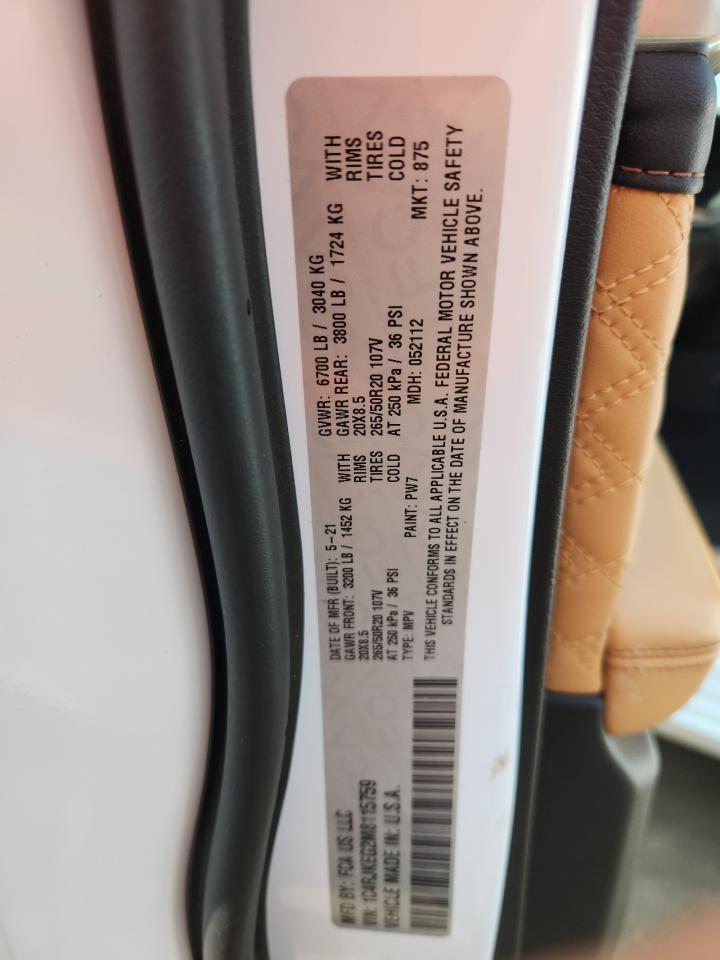 MFD BY: FCA US LLC
DATE OF MFR (BUILT): 5-21
GVWR: 6700 LB / 3040 KG
GAWR FRONT: 3200 LB / 1452 KG WITH
20X8.5 RIMS
265/50R20 107V TIRES
AT 250 kPa / 36 PSI COLD
GAWR REAR: 3800 LB / 1724 KG WITH
20X8.5 RIMS
265/50R20 107V TIRES
AT 250 kPa / 36 PSI COLD
VIN: 1C4RJKEG2M8115759
TYPE: MPV PAINT: PW7 MDH: 052112 MKT: 875
VEHICLE MADE IN: U.S.A.
THIS VEHICLE CONFORMS TO ALL APPLICABLE U.S.A. FEDERAL MOTOR VEHICLE SAFETY
STANDARDS IN EFFECT ON THE DATE OF MANUFACTURE SHOWN ABOVE.